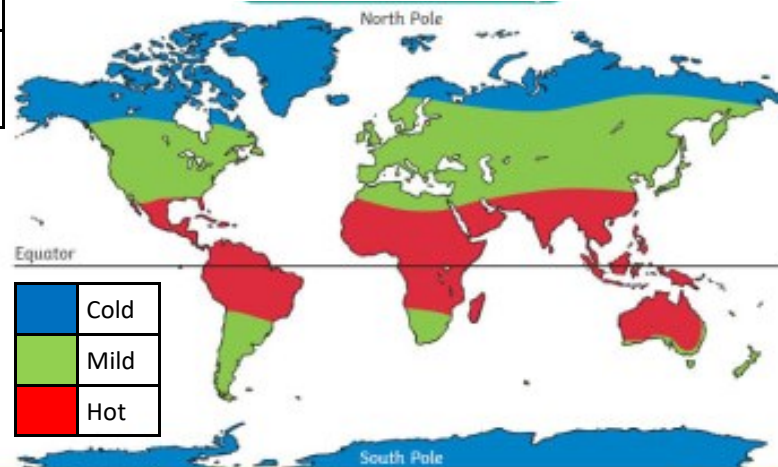 North Pole
Equator
Cold
Mild
Hot
South Pole